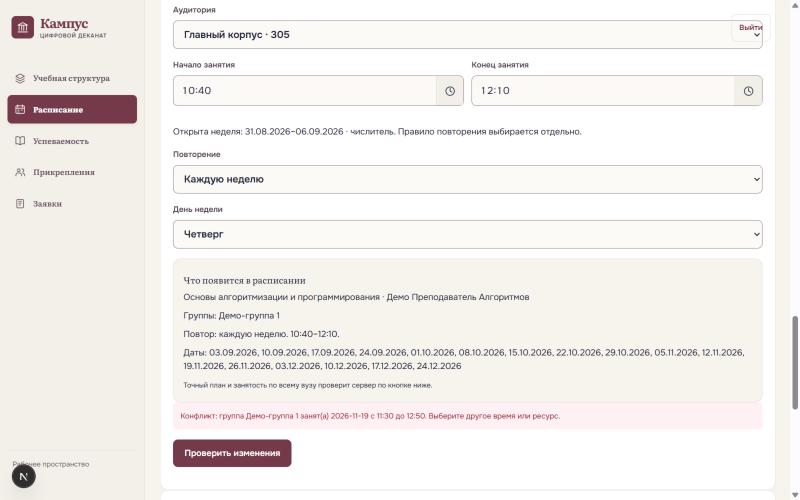 Кампус
ЦИФРОВОЙ ДЕКАНАТ
Учебная структура
Расписание
Успеваемость
Прикрепления
Заявки
Рабочее пространство
N
Выйти
Аудитория
Главный корпус · 305
Начало занятия
Конец занятия
10:40
12:10
Открыта неделя: 31.08.2026–06.09.2026 · числитель. Правило повторения выбирается отдельно.
Повторение
Каждую неделю
День недели
Четверг
Что появится в расписании
Основы алгоритмизации и программирования · Демо Преподаватель Алгоритмов
Группы: Демо-группа 1
Повтор: каждую неделю. 10:40–12:10.
Даты: 03.09.2026, 10.09.2026, 17.09.2026, 24.09.2026, 01.10.2026, 08.10.2026, 15.10.2026, 22.10.2026, 29.10.2026, 05.11.2026, 12.11.2026,
19.11.2026, 26.11.2026, 03.12.2026, 10.12.2026, 17.12.2026, 24.12.2026
Точный план и занятость по всему вузу проверит сервер по кнопке ниже.
Конфликт: группа Демо-группа 1 занят(а) 2026-11-19 с 11:30 до 12:50. Выберите другое время или ресурс.
Проверить изменения